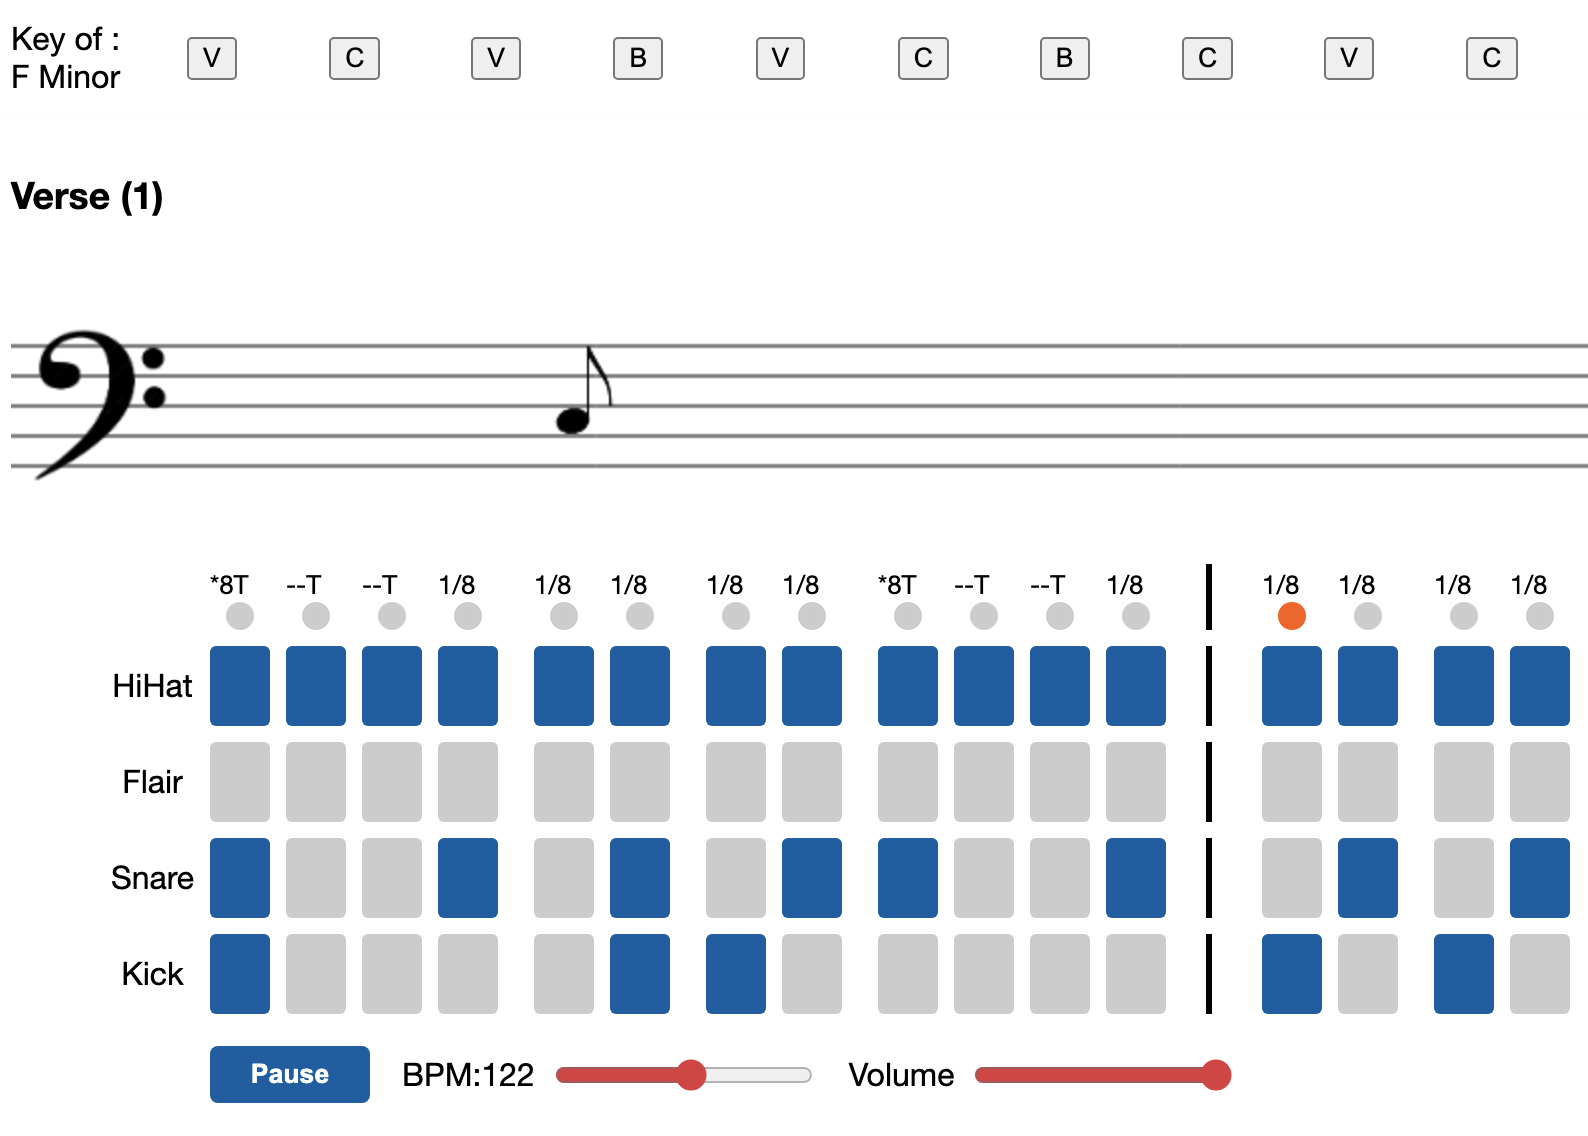 Key of :
F Minor
V C V B V C B C V C
Verse (1)
*8T --T --T 1/8 1/8 1/8 1/8 1/8 *8T --T --T 1/8 1/8 1/8 1/8 1/8
HiHat
Flair
Snare
Kick
Pause BPM:122 Volume